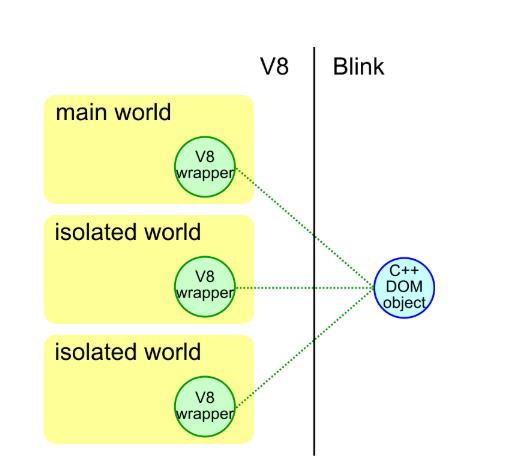 V8
Blink
main world
V8
wrapper
isolated world
V8
wrapper
C++
DOM
object
isolated world
V8
wrapper